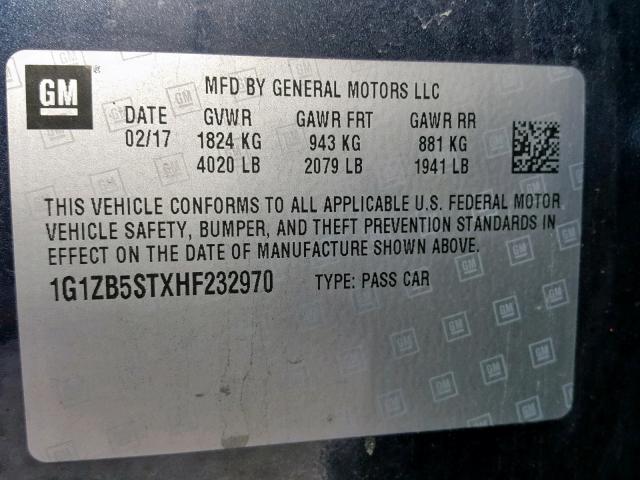 GM ® MFD BY GENERAL MOTORS LLC
DATE GVWR GAWR FRT GAWR RR
02/17 1824 KG 943 KG 881 KG
4020 LB 2079 LB 1941 LB
THIS VEHICLE CONFORMS TO ALL APPLICABLE U.S. FEDERAL MOTOR
VEHICLE SAFETY, BUMPER, AND THEFT PREVENTION STANDARDS IN
EFFECT ON THE DATE OF MANUFACTURE SHOWN ABOVE.
1G1ZB5STXHF232970 TYPE: PASS CAR